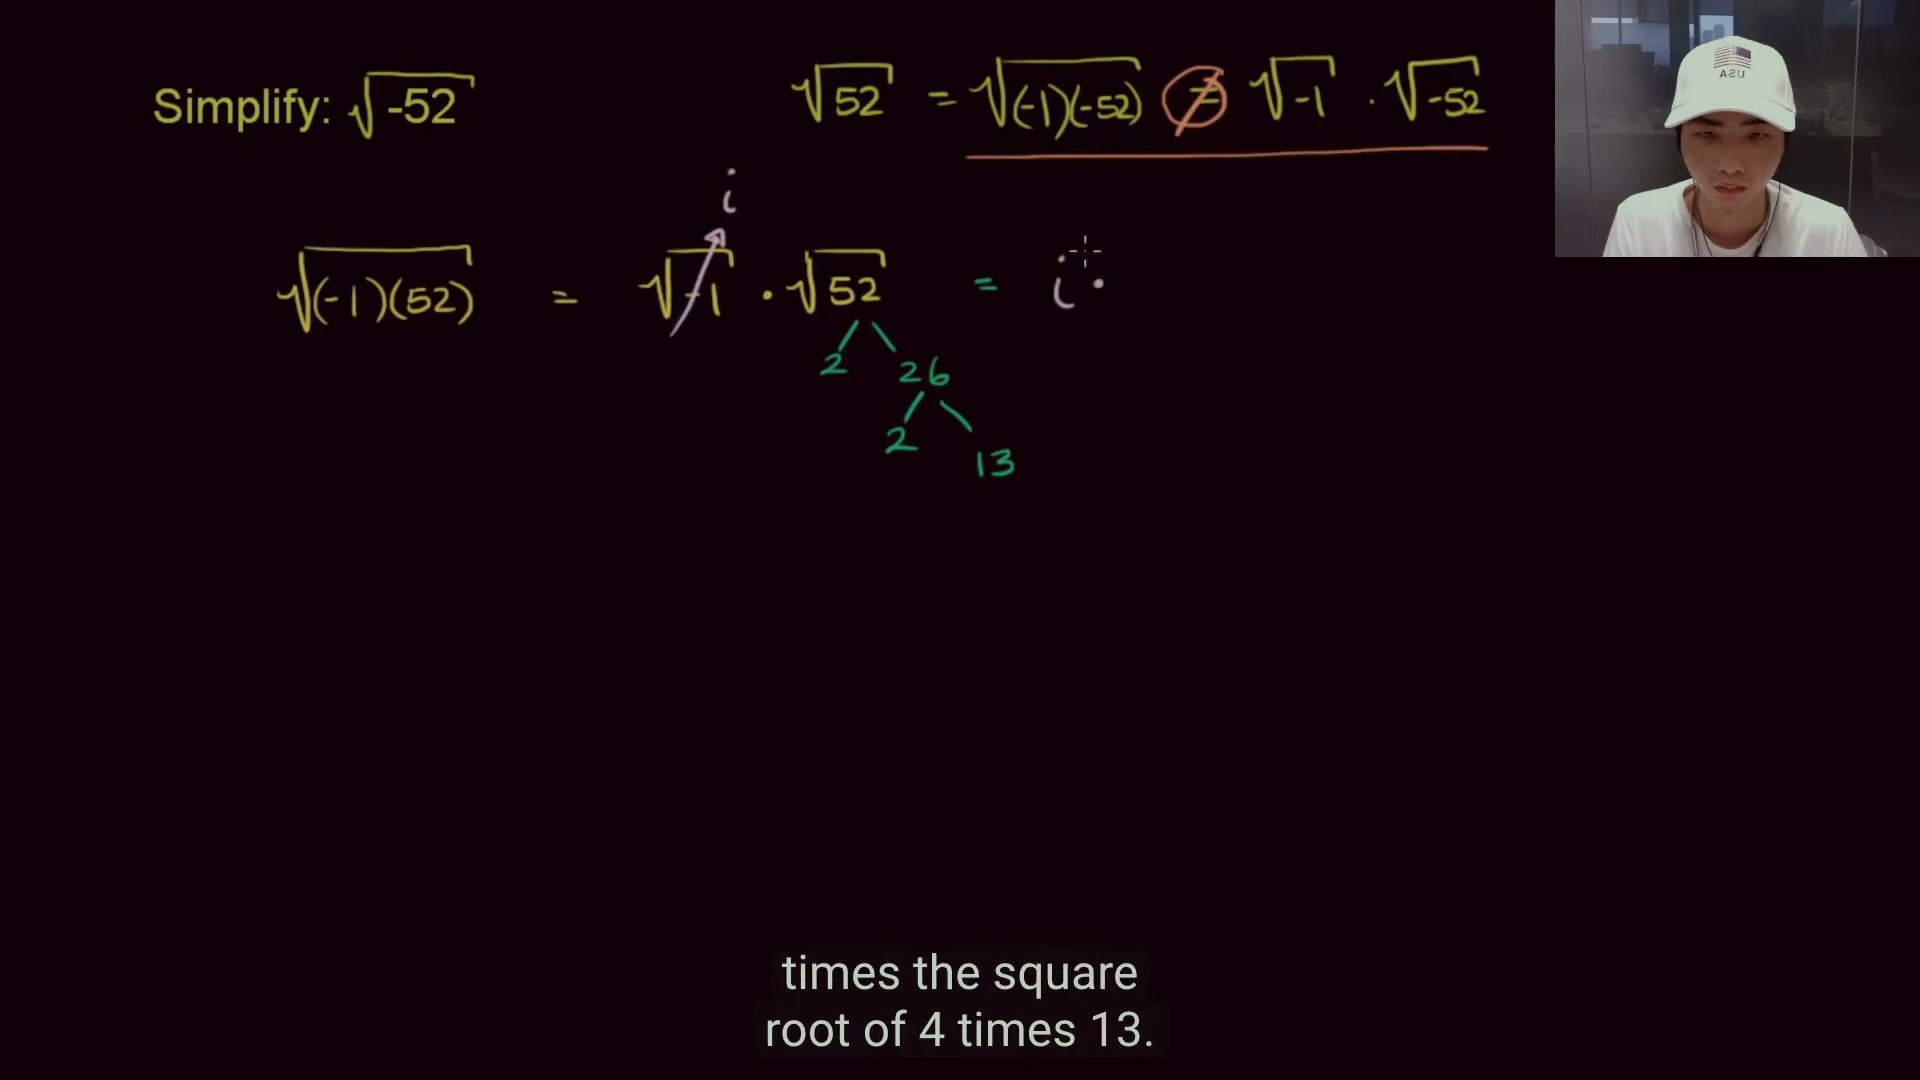 Simplify: √-52
√52 = √(-1)(-52) ≠ √-1 · √-52
USA
i
√(-1)(52) = √-1 · √52 = i ·
2 26
2 13
times the square
root of 4 times 13.